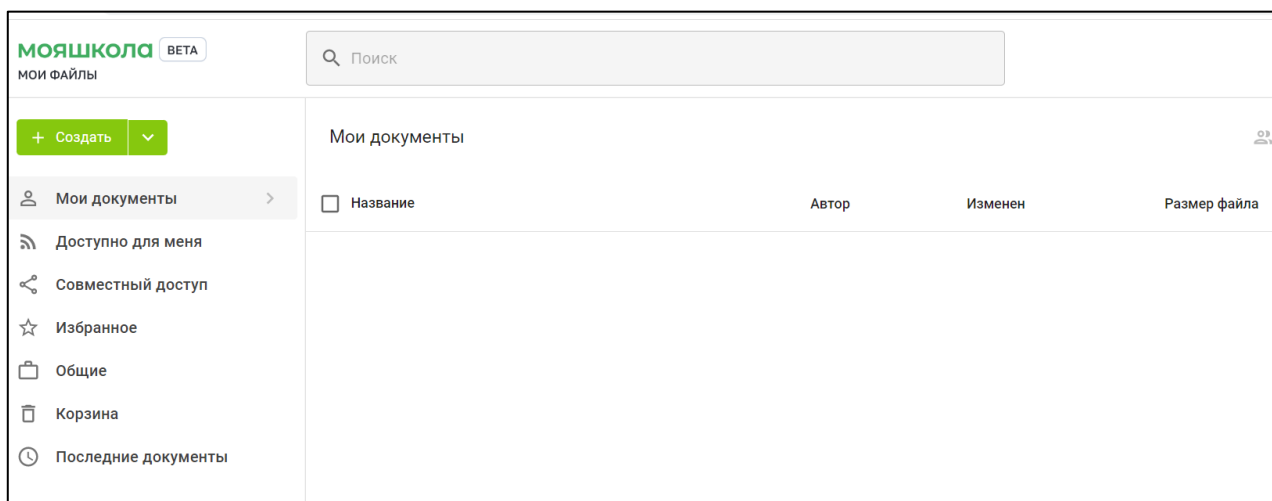 МОЯШКОЛА BETA
МОИ ФАЙЛЫ
Поиск
+ Создать
Мои документы
Доступно для меня
Совместный доступ
Избранное
Общие
Корзина
Последние документы
Мои документы
Название Автор Изменен Размер файла